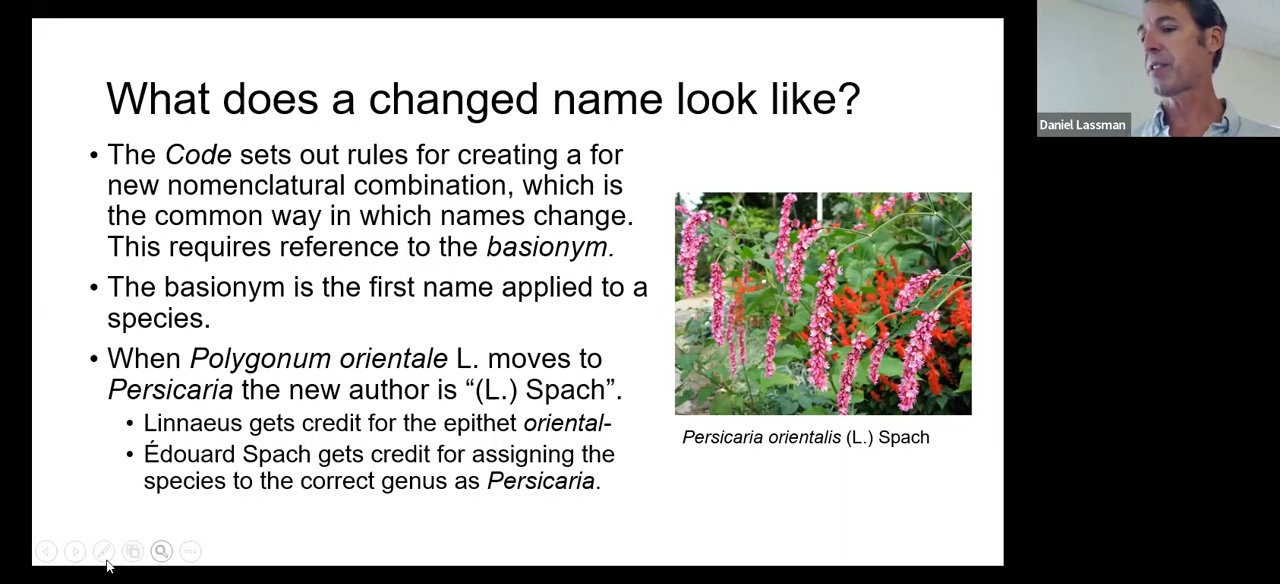 What does a changed name look like?
• The Code sets out rules for creating a for
new nomenclatural combination, which is
the common way in which names change.
This requires reference to the basionym.
• The basionym is the first name applied to a
species.
• When Polygonum orientale L. moves to
Persicaria the new author is “(L.) Spach”.
• Linnaeus gets credit for the epithet oriental-
• Édouard Spach gets credit for assigning the
species to the correct genus as Persicaria.
Persicaria orientalis (L.) Spach
Daniel Lassman